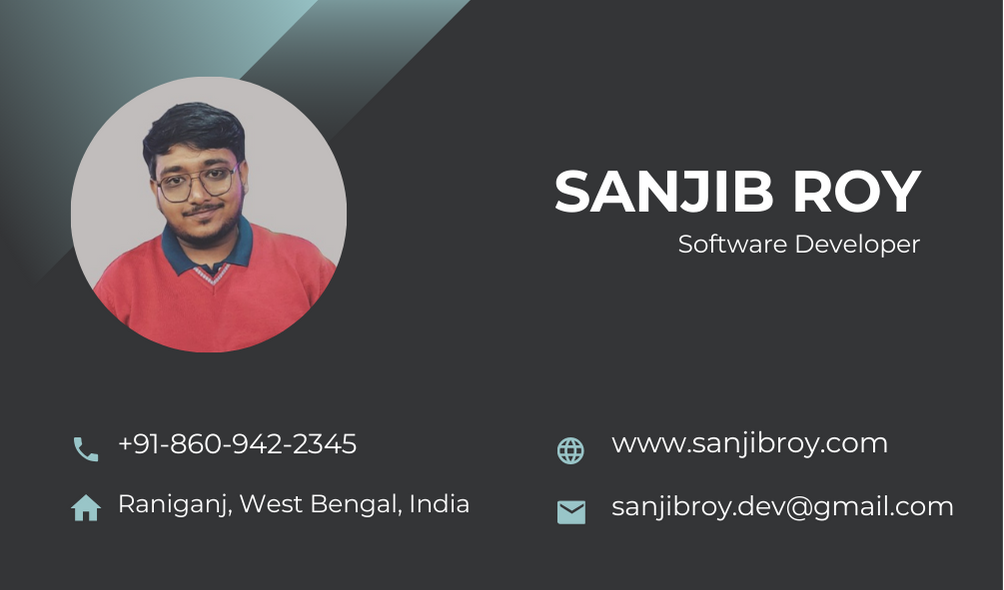 SANJIB ROY
Software Developer
+91-860-942-2345
www.sanjibroy.com
Raniganj, West Bengal, India
sanjibroy.dev@gmail.com